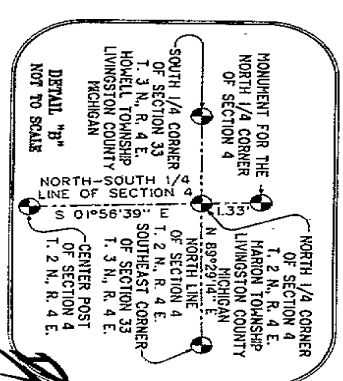 MONUMENT FOR THE
NORTH 1/4 CORNER
OF SECTION 4
NORTH 1/4 CORNER
OF SECTION 4
T. 2 N., R. 4 E.
MARION TOWNSHIP
LIVINGSTON COUNTY
MICHIGAN
1.33'
N 89°29'14" E
NORTH LINE
OF SECTION 4
T. 2 N., R. 4 E.
SOUTH 1/4 CORNER
OF SECTION 33
T. 3 N., R. 4 E.
HOWELL TOWNSHIP
LIVINGSTON COUNTY
MICHIGAN
SOUTHEAST CORNER
OF SECTION 33
T. 3 N., R. 4 E.
NORTH-SOUTH 1/4
LINE OF SECTION 4
S 01°56'39" E
CENTER POST
OF SECTION 4
T. 2 N., R. 4 E.
DETAIL "B"
NOT TO SCALE